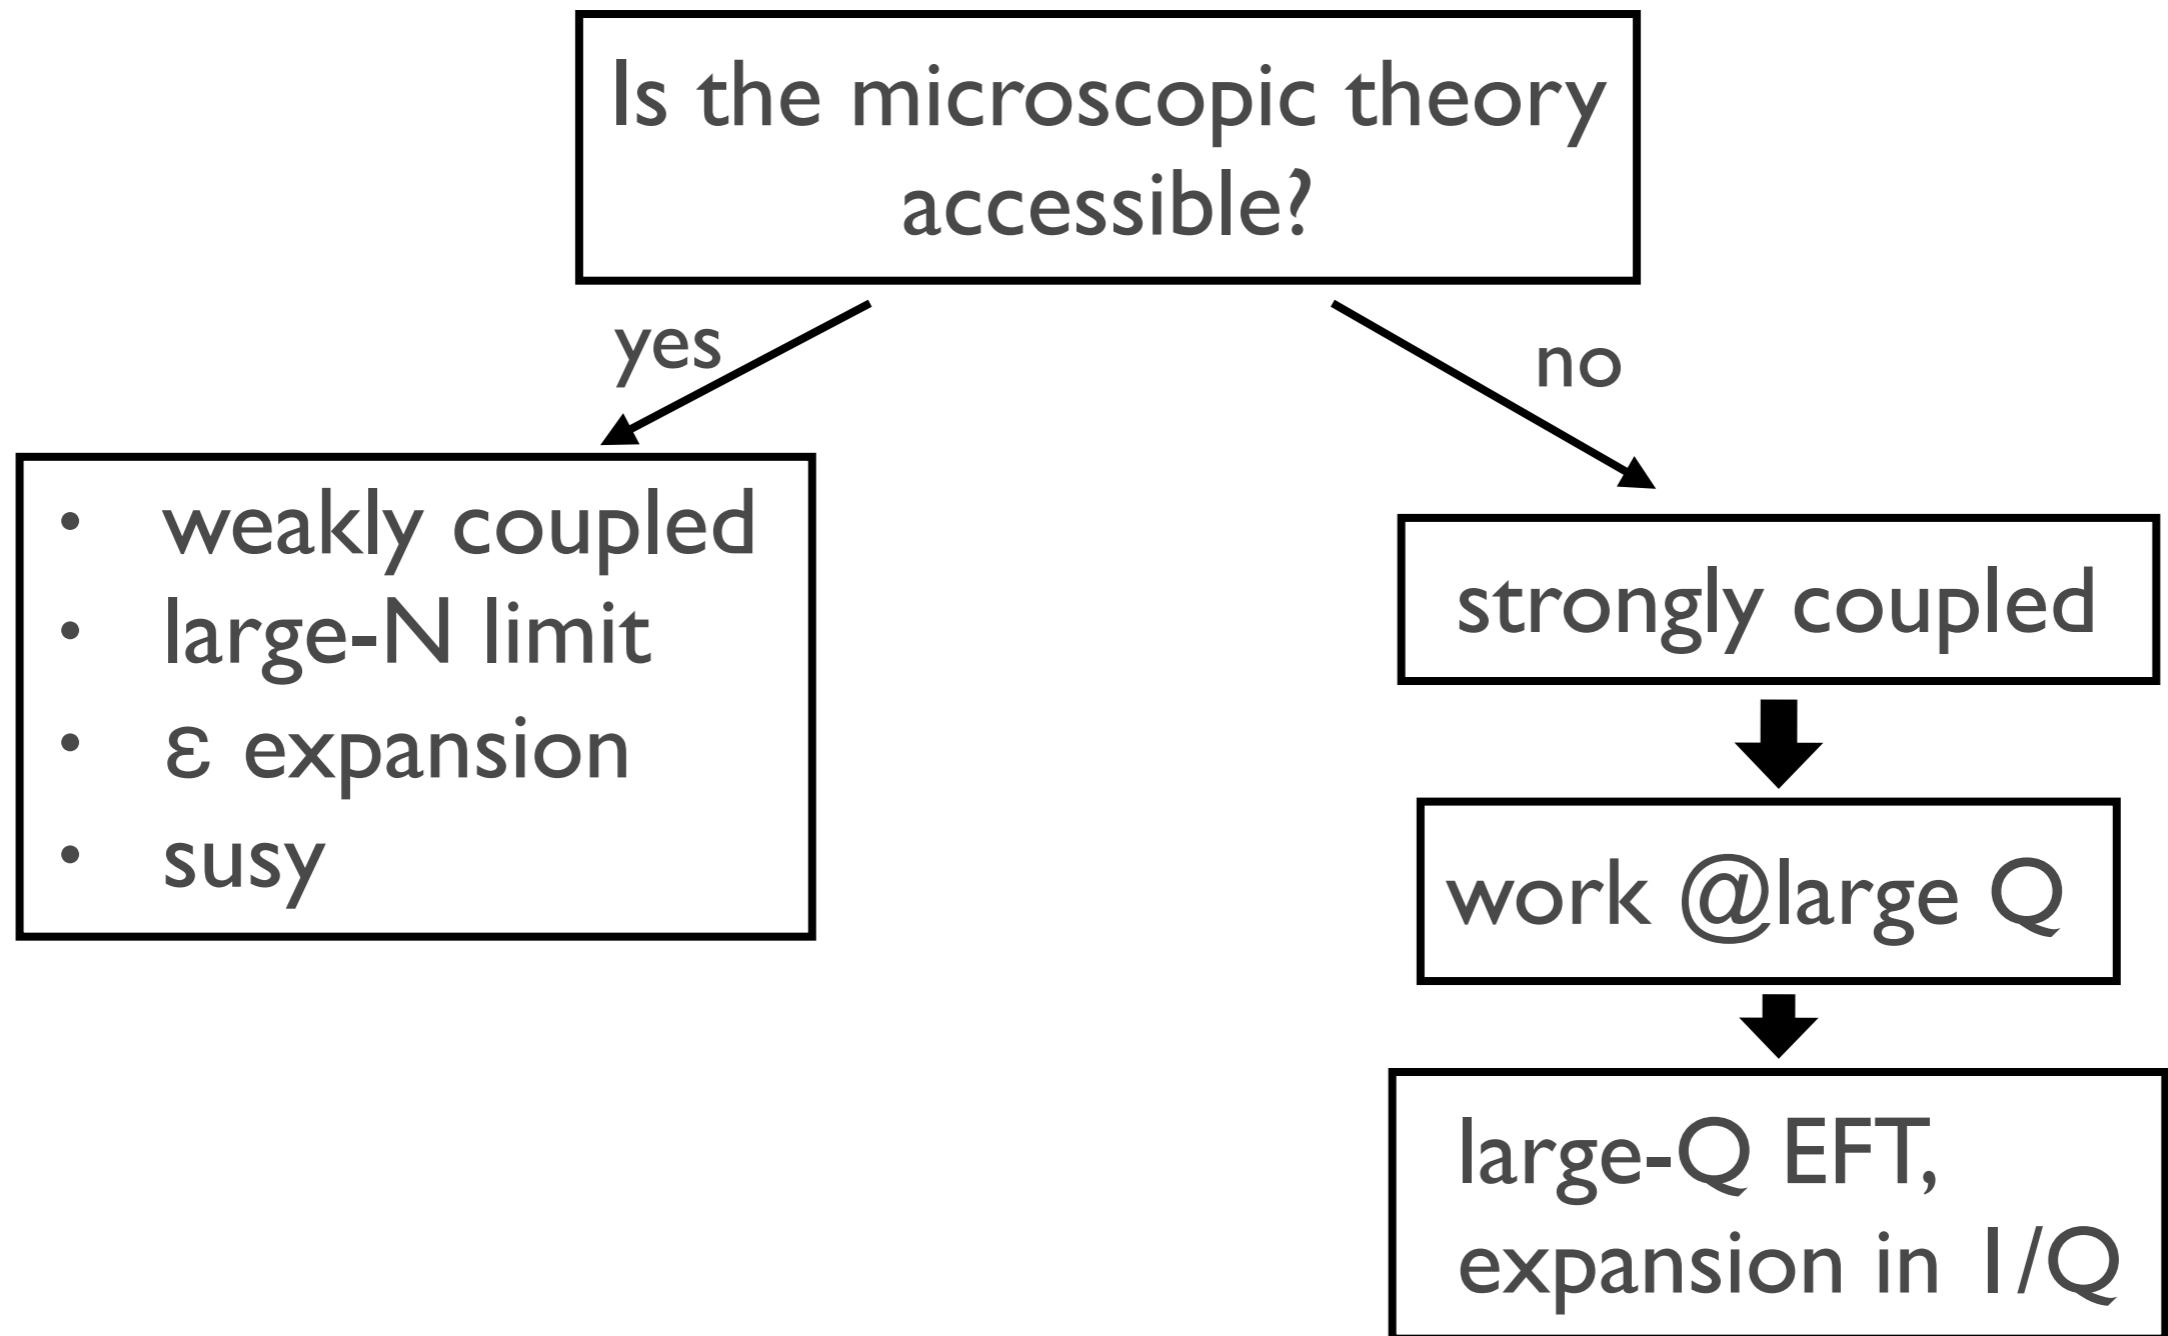 Is the microscopic theory
accessible?
yes
no
• weakly coupled
• large-N limit
• ε expansion
• susy
strongly coupled
work @large Q
large-Q EFT,
expansion in 1/Q